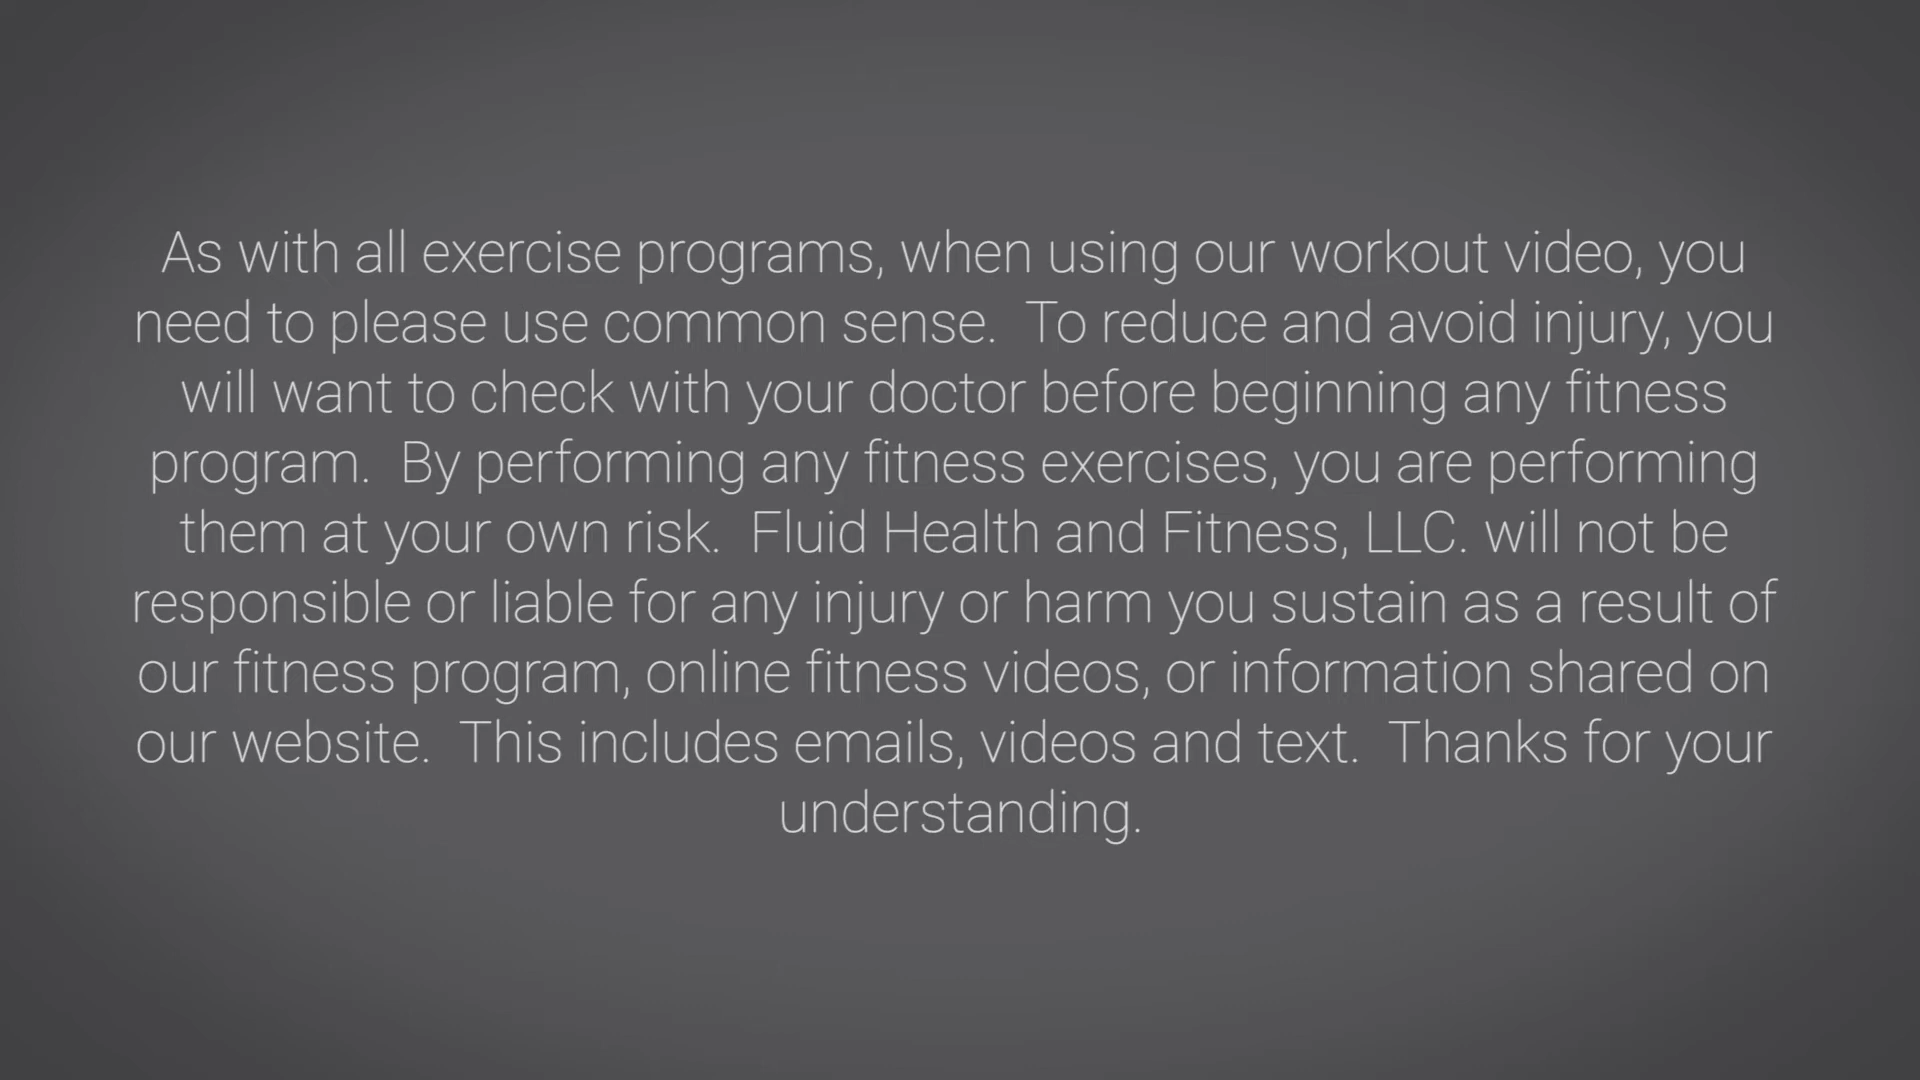 As with all exercise programs, when using our workout video, you
need to please use common sense.  To reduce and avoid injury, you
will want to check with your doctor before beginning any fitness
program.  By performing any fitness exercises, you are performing
them at your own risk.  Fluid Health and Fitness, LLC. will not be
responsible or liable for any injury or harm you sustain as a result of
our fitness program, online fitness videos, or information shared on
our website.  This includes emails, videos and text.  Thanks for your
understanding.